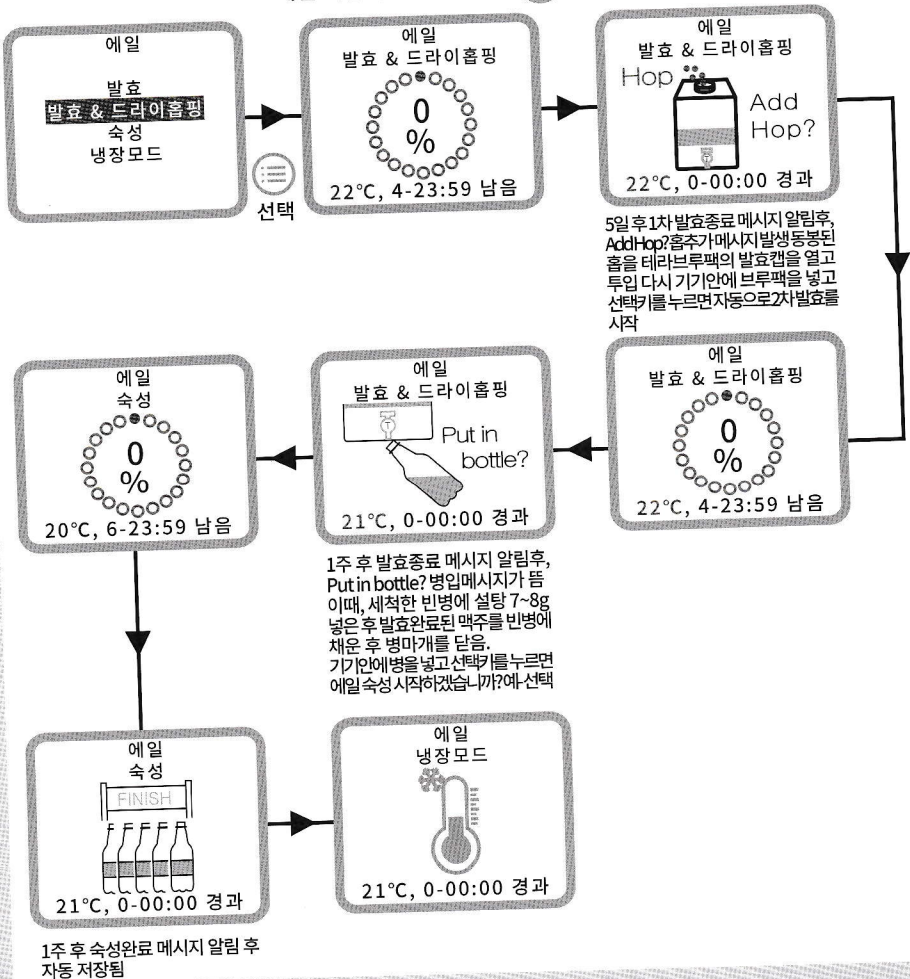 에일
발효
발효 & 드라이홉핑
숙성
냉장모드
선택
에일
발효 & 드라이홉핑
0
%
22°C, 4-23:59 남음
에일
발효 & 드라이홉핑
Hop
Add
Hop?
22°C, 0-00:00 경과
5일 후 1차 발효종료 메시지 알림후,
AddHop?홉추가메시지 발생동봉된
홉을 테라브루팩의 발효캡을 열고
투입 다시 기기안에 브루팩을 넣고
선택키를 누르면자동으로2차발효를
시작
에일
발효 & 드라이홉핑
0
%
22°C, 4-23:59 남음
에일
발효 & 드라이홉핑
T
Put in
bottle?
21°C, 0-00:00 경과
1주 후 발효종료 메시지 알림후,
Put in bottle? 병입메시지가 뜸
이때, 세척한 빈병에 설탕 7~8g
넣은 후 발효완료된 맥주를 빈병에
채운 후 병마개를 닫음.
기기안에병을 넣고선택키를 누르면
에일 숙성 시작하겠습니까?예-선택
에일
숙성
0
%
20°C, 6-23:59 남음
에일
숙성
FINISH
21°C, 0-00:00 경과
1주 후 숙성완료 메시지 알림 후
자동 저장됨
에일
냉장모드
21°C, 0-00:00 경과